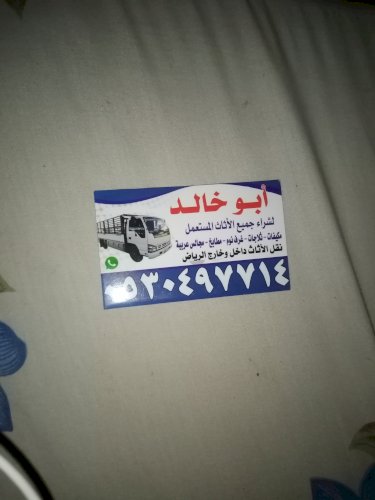 أبو خالد
لشراء جميع الأثاث المستعمل
مكيفات - ثلاجات - غرف نوم - مطابخ - مجالس عربية
نقل الأثاث داخل وخارج الرياض
٠٥٣٠٤٩٧٧١٤